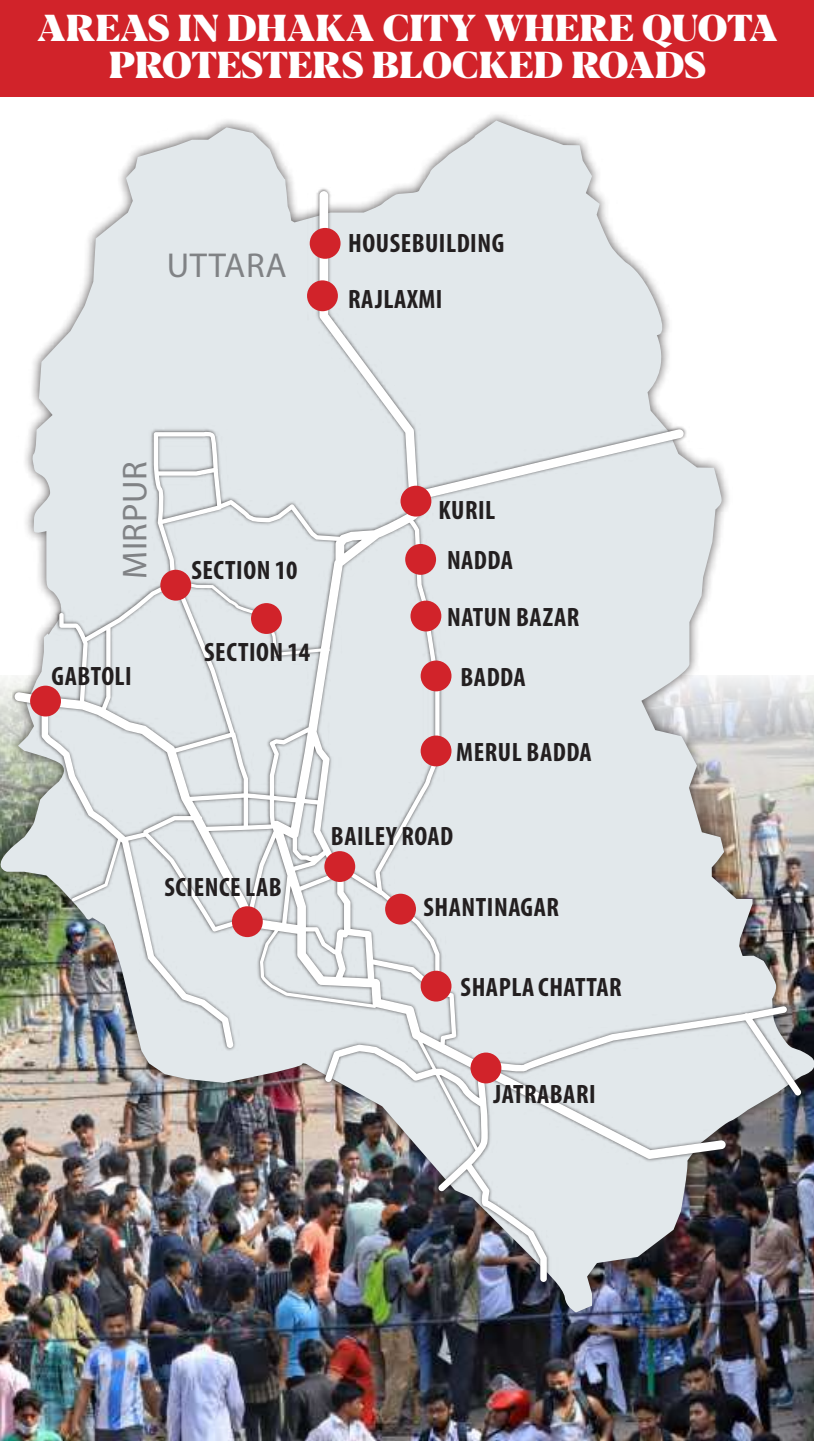 AREAS IN DHAKA CITY WHERE QUOTA
PROTESTERS BLOCKED ROADS
HOUSEBUILDING
UTTARA
RAJLAXMI
MIRPUR
KURIL
NADDA
SECTION 10
NATUN BAZAR
SECTION 14
GABTOLI
BADDA
MERUL BADDA
BAILEY ROAD
SCIENCE LAB
SHANTINAGAR
SHAPLA CHATTAR
JATRABARI